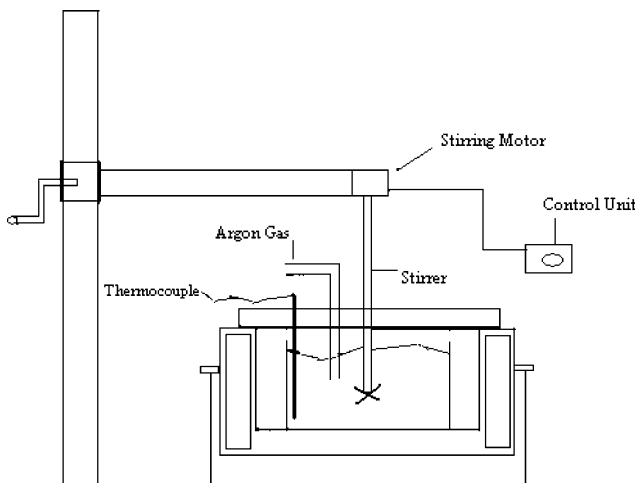 Stirring Motor
Control Unit
Argon Gas
Stirrer
Thermocouple